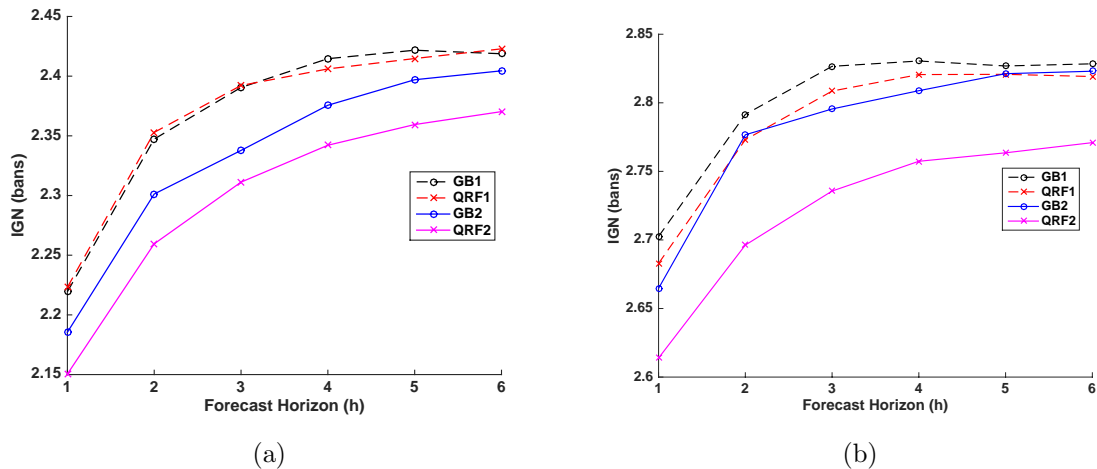 2.45
2.4
2.35
2.3
2.25
2.2
2.15
IGN (bans)
1 2 3 4 5 6
Forecast Horizon (h)
GB1
QRF1
GB2
QRF2
(a)
2.85
2.8
2.75
2.7
2.65
2.6
IGN (bans)
1 2 3 4 5 6
Forecast Horizon (h)
GB1
QRF1
GB2
QRF2
(b)